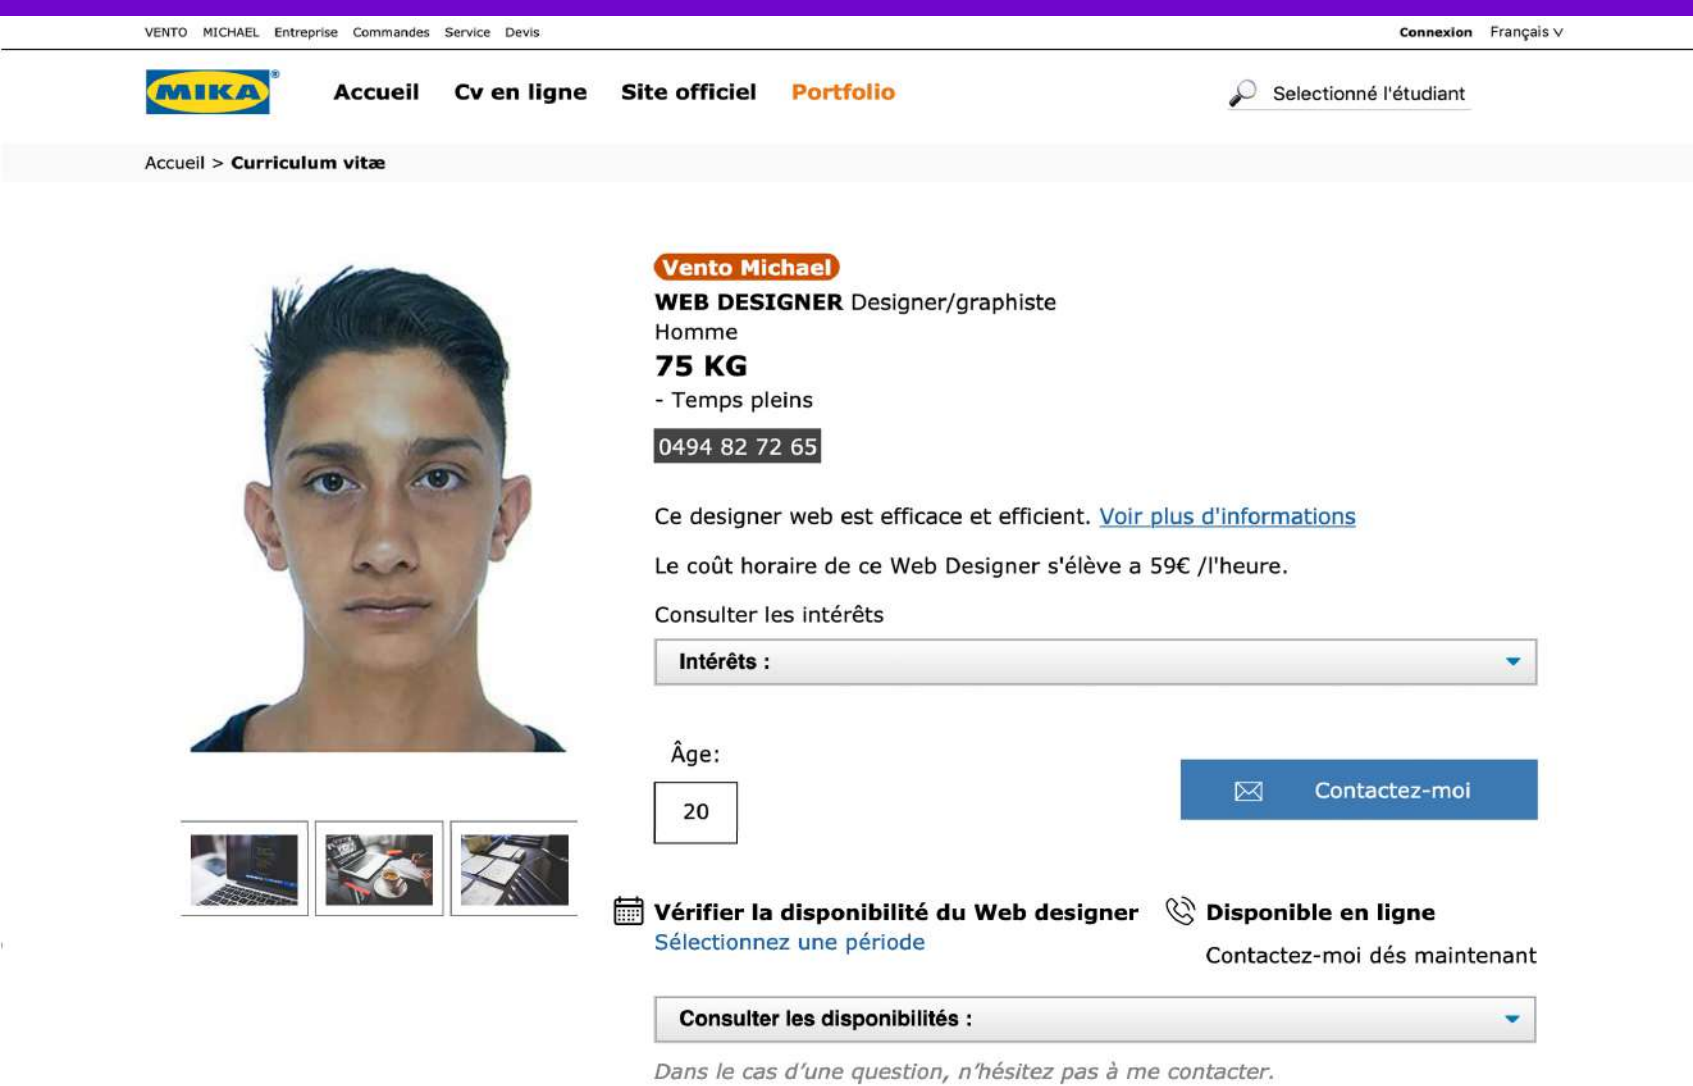 VENTO MICHAEL Entreprise Commandes Service Devis
Connexion Français
MIKA®
Accueil Cv en ligne Site officiel Portfolio
Selectionné l'étudiant
Accueil > Curriculum vitæ
Vento Michael
WEB DESIGNER Designer/graphiste
Homme
75 KG
- Temps pleins
0494 82 72 65
Ce designer web est efficace et efficient. Voir plus d'informations
Le coût horaire de ce Web Designer s'élève a 59€ /l'heure.
Consulter les intérêts
Intérêts :
Âge:
20
Contactez-moi
Vérifier la disponibilité du Web designer
Sélectionnez une période
Disponible en ligne
Contactez-moi dés maintenant
Consulter les disponibilités :
Dans le cas d’une question, n’hésitez pas à me contacter.